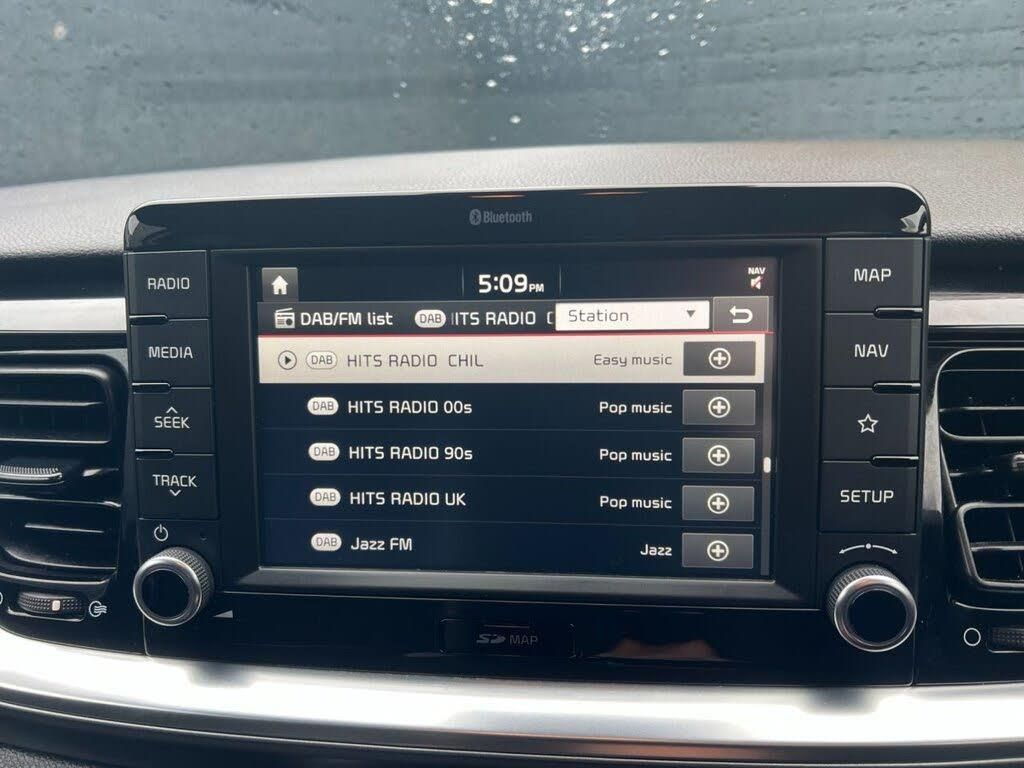 Bluetooth
RADIO
MEDIA
SEEK
TRACK
5:09PM
NAV
DAB/FM list DAB HITS RADIO C Station
DAB HITS RADIO CHIL Easy music
DAB HITS RADIO 00s Pop music
DAB HITS RADIO 90s Pop music
DAB HITS RADIO UK Pop music
DAB Jazz FM Jazz
MAP
NAV
SETUP
SD MAP